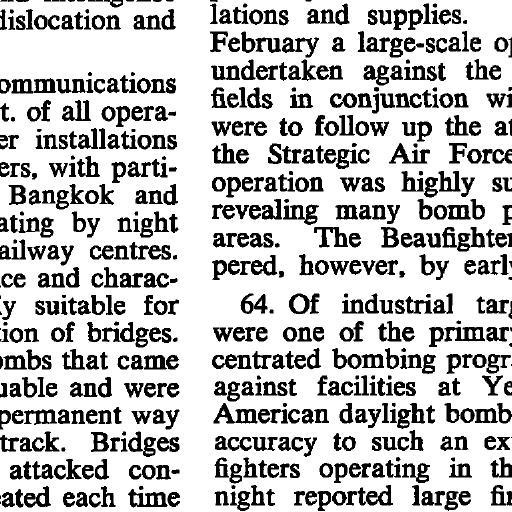 dislocation and
ommunications
t. of all opera-
er installations
ers, with parti-
Bangkok and
ating by night
ailway centres.
ce and charac-
ly suitable for
ion of bridges.
ombs that came
uable and were
permanent way
track. Bridges
attacked con-
eated each time
lations and supplies.
February a large-scale op
undertaken against the
fields in conjunction wi
were to follow up the at
the Strategic Air Force
operation was highly su
revealing many bomb p
areas. The Beaufighter
pered, however, by early
64. Of industrial targ
were one of the primary
centrated bombing progr
against facilities at Ye
American daylight bomb
accuracy to such an ex
fighters operating in th
night reported large fir